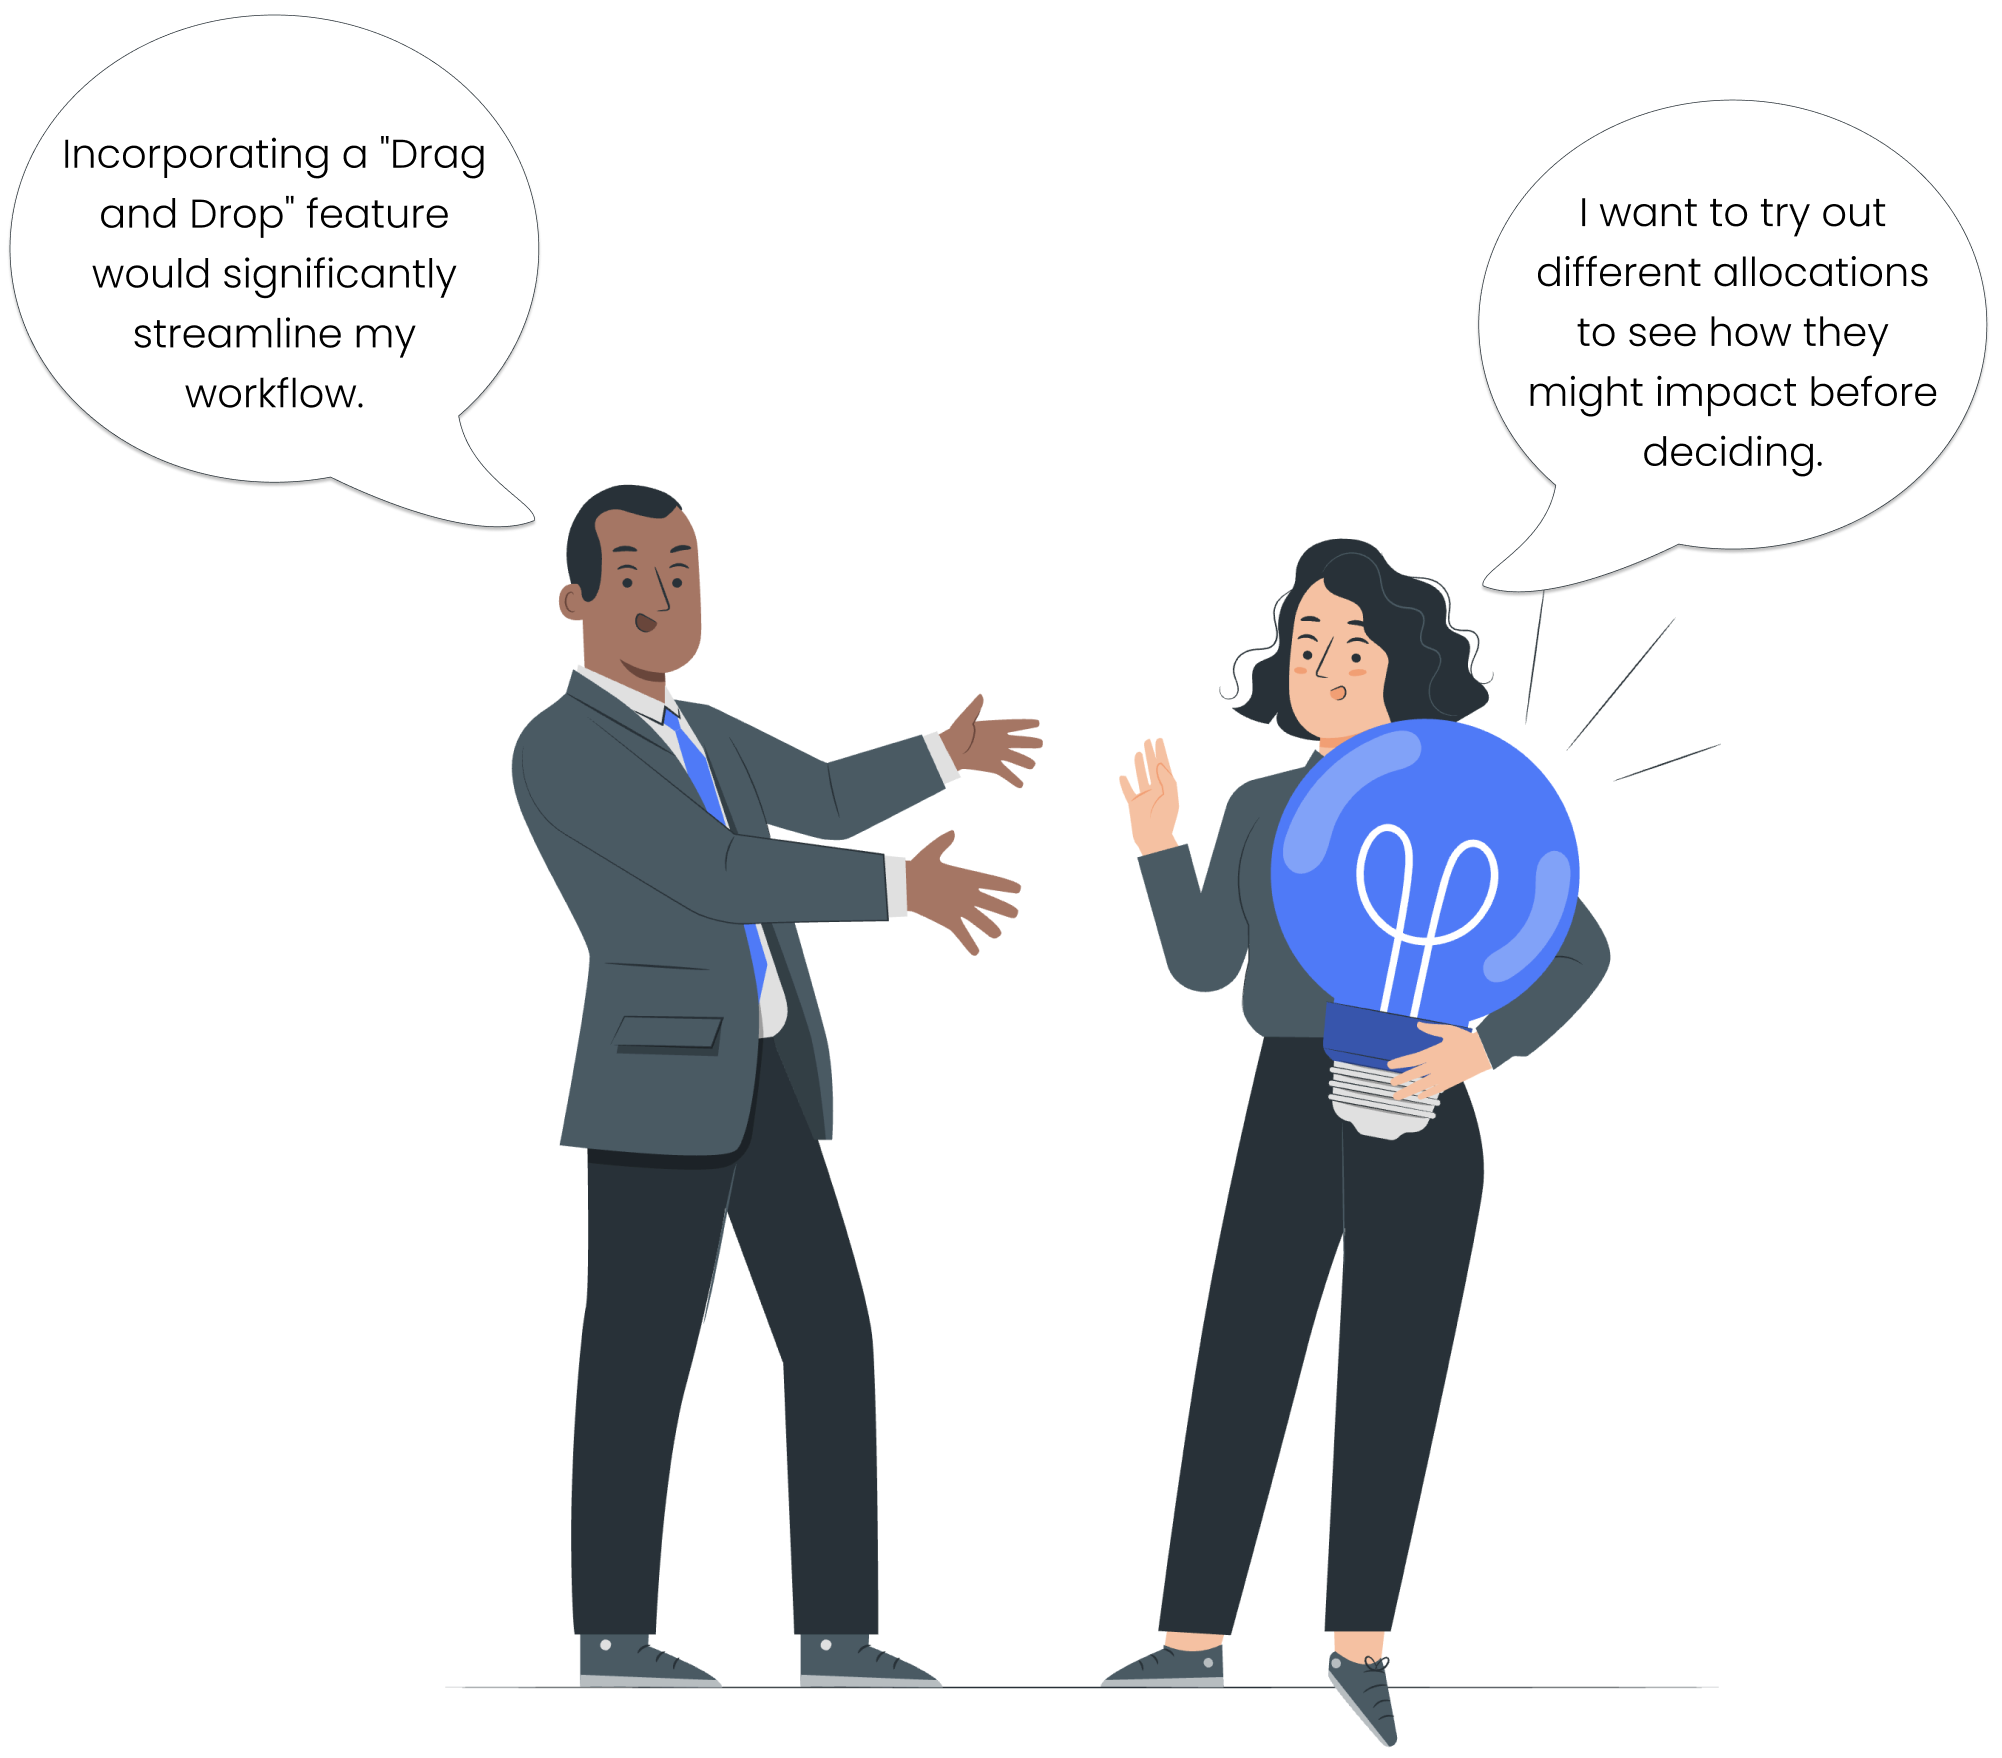 Incorporating a "Drag
and Drop" feature
would significantly
streamline my
workflow.
I want to try out
different allocations
to see how they
might impact before
deciding.